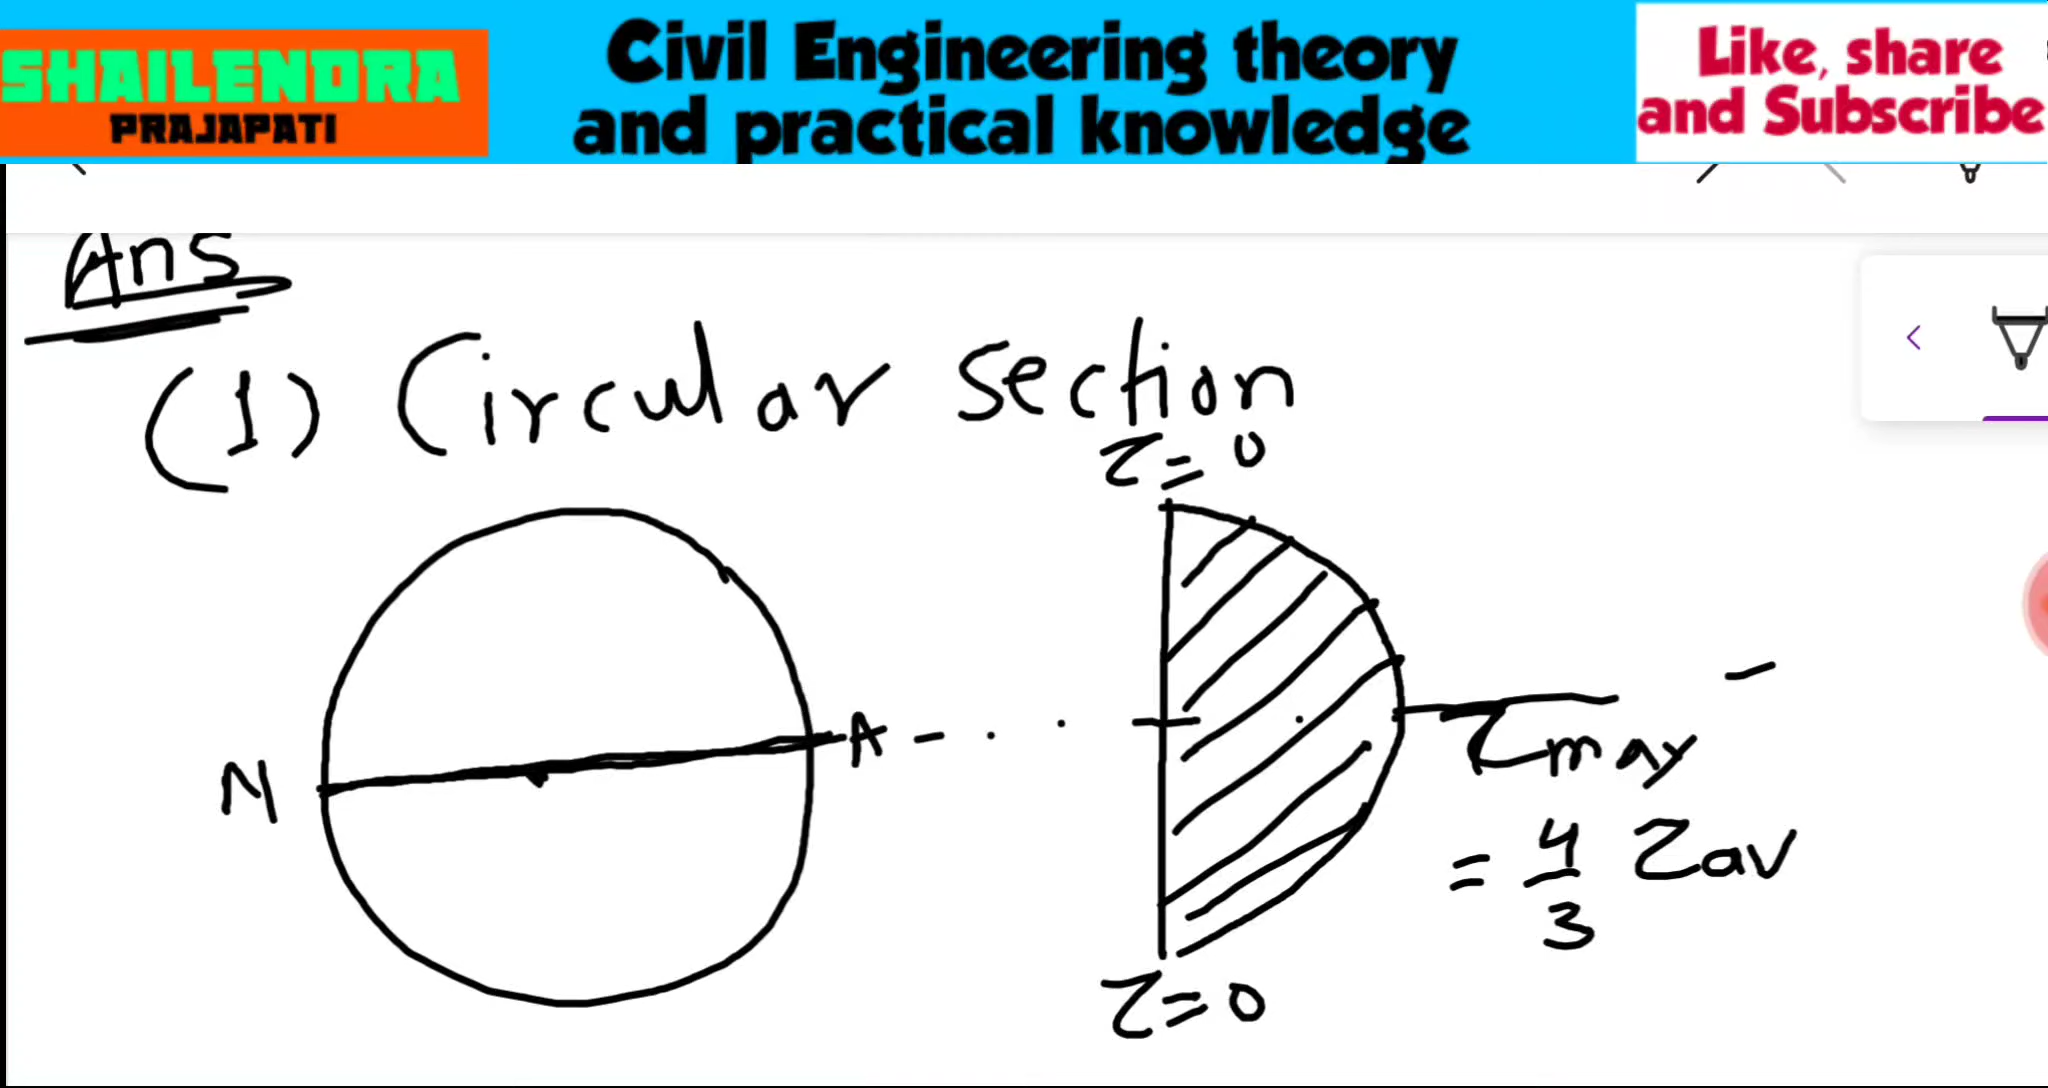 SHAILENDRA
PRAJAPATI
Civil Engineering theory
and practical knowledge
Like, share
and Subscribe
Ans
(1) Circular section
τ=0
N
A
τmax
= 4/3 τav
τ=0